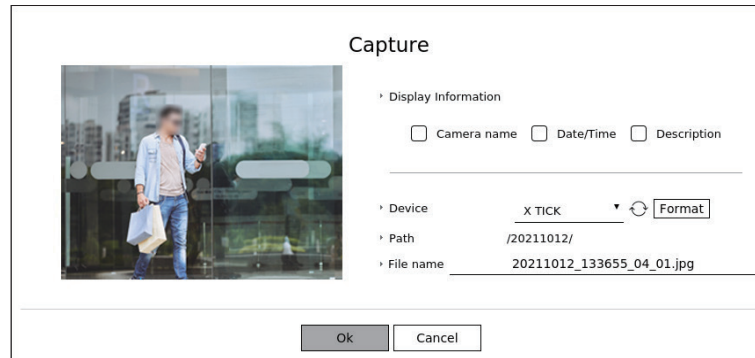 Capture
Display Information
Camera name Date/Time Description
Device X TICK Format
Path /20211012/
File name 20211012_133655_04_01.jpg
Ok Cancel